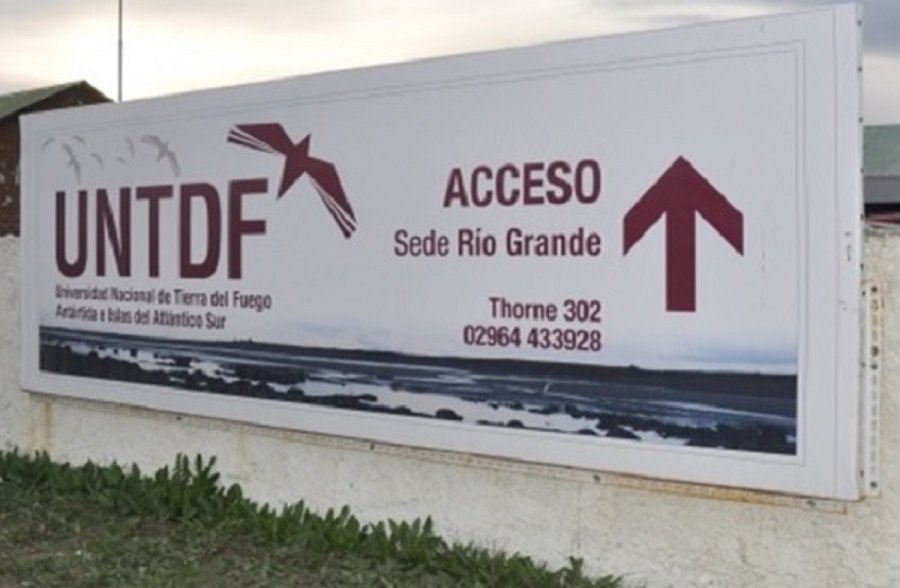 UNTDF
Universidad Nacional de Tierra del Fuego
Antártida e Islas del Atlántico Sur
ACCESO
Sede Río Grande
Thorne 302
02964 433928